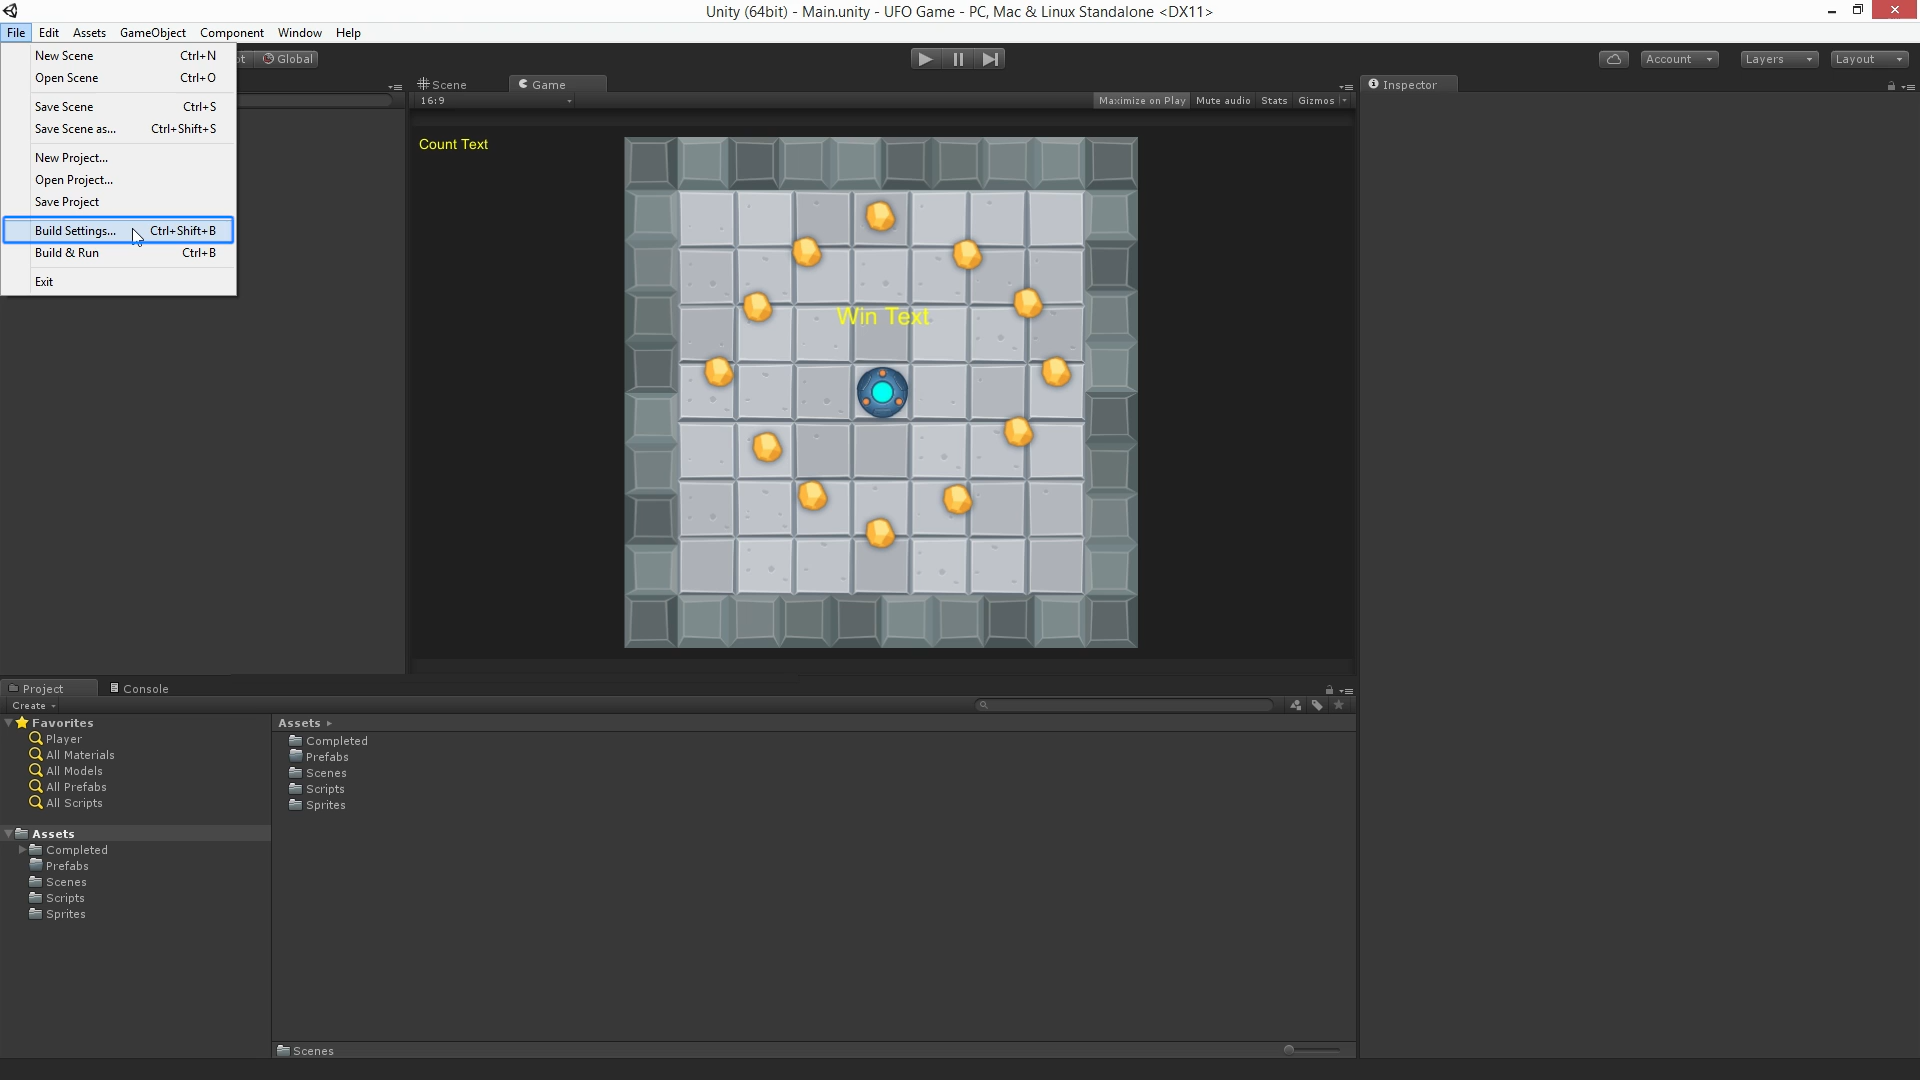 Unity (64bit) - Main.unity - UFO Game - PC, Mac & Linux Standalone <DX11>
File Edit Assets GameObject Component Window Help
New Scene Ctrl+N
Open Scene Ctrl+O
Save Scene Ctrl+S
Save Scene as... Ctrl+Shift+S
New Project...
Open Project...
Save Project
Build Settings... Ctrl+Shift+B
Build & Run Ctrl+B
Exit
Global
Account Layers Layout
Scene Game
16:9 Maximize on Play Mute audio Stats Gizmos
Inspector
Count Text
Win Text
Project Console
Create
Favorites
Player
All Materials
All Models
All Prefabs
All Scripts
Assets
Completed
Prefabs
Scenes
Scripts
Sprites
Assets
Completed
Prefabs
Scenes
Scripts
Sprites
Scenes